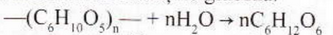 —(C₆H₁₀O₅)ₙ— + nH₂O → nC₆H₁₂O₆